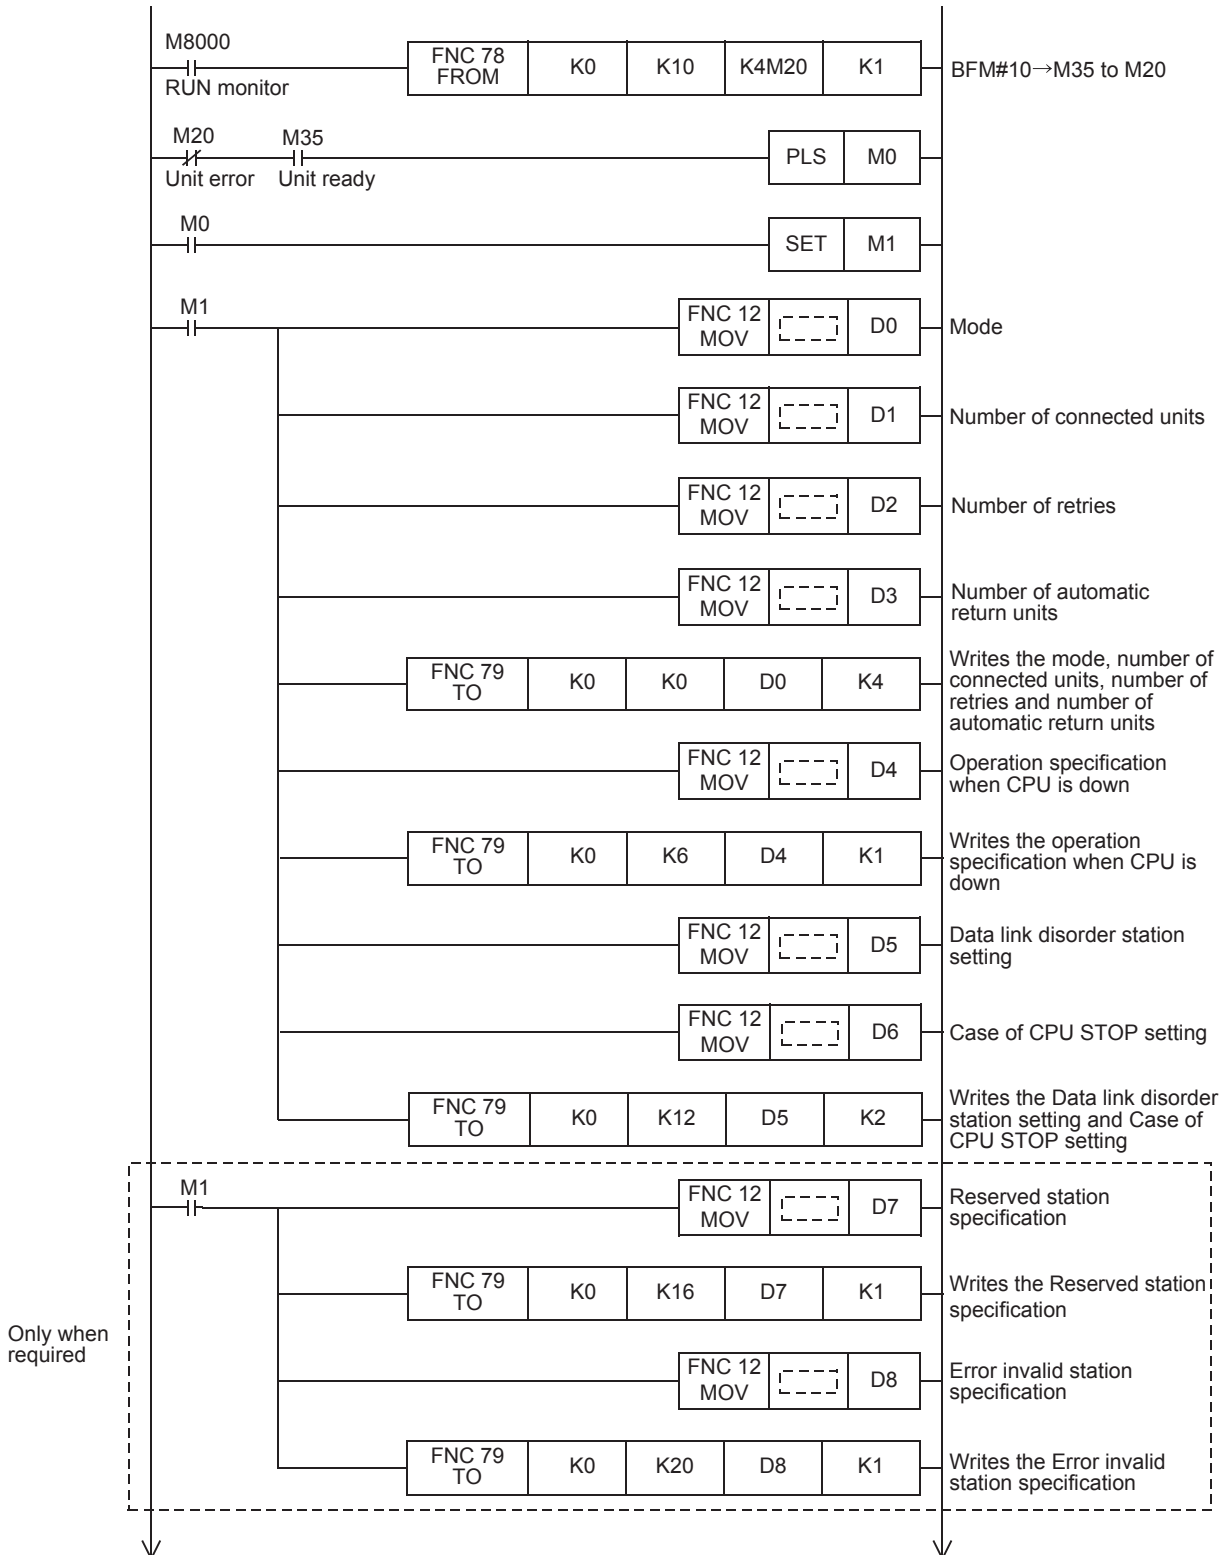 M8000
FNC 78
FROM
K0
K10
K4M20
K1
BFM#10→M35 to M20
RUN monitor
M20
M35
PLS
M0
Unit error
Unit ready
M0
SET
M1
M1
FNC 12
MOV
D0
Mode
FNC 12
MOV
D1
Number of connected units
FNC 12
MOV
D2
Number of retries
FNC 12
MOV
D3
Number of automatic
return units
FNC 79
TO
K0
K0
D0
K4
Writes the mode, number of
connected units, number of
retries and number of
automatic return units
FNC 12
MOV
D4
Operation specification
when CPU is down
FNC 79
TO
K0
K6
D4
K1
Writes the operation
specification when CPU is
down
FNC 12
MOV
D5
Data link disorder station
setting
FNC 12
MOV
D6
Case of CPU STOP setting
FNC 79
TO
K0
K12
D5
K2
Writes the Data link disorder
station setting and Case of
CPU STOP setting
Only when
required
M1
FNC 12
MOV
D7
Reserved station
specification
FNC 79
TO
K0
K16
D7
K1
Writes the Reserved station
specification
FNC 12
MOV
D8
Error invalid station
specification
FNC 79
TO
K0
K20
D8
K1
Writes the Error invalid
station specification